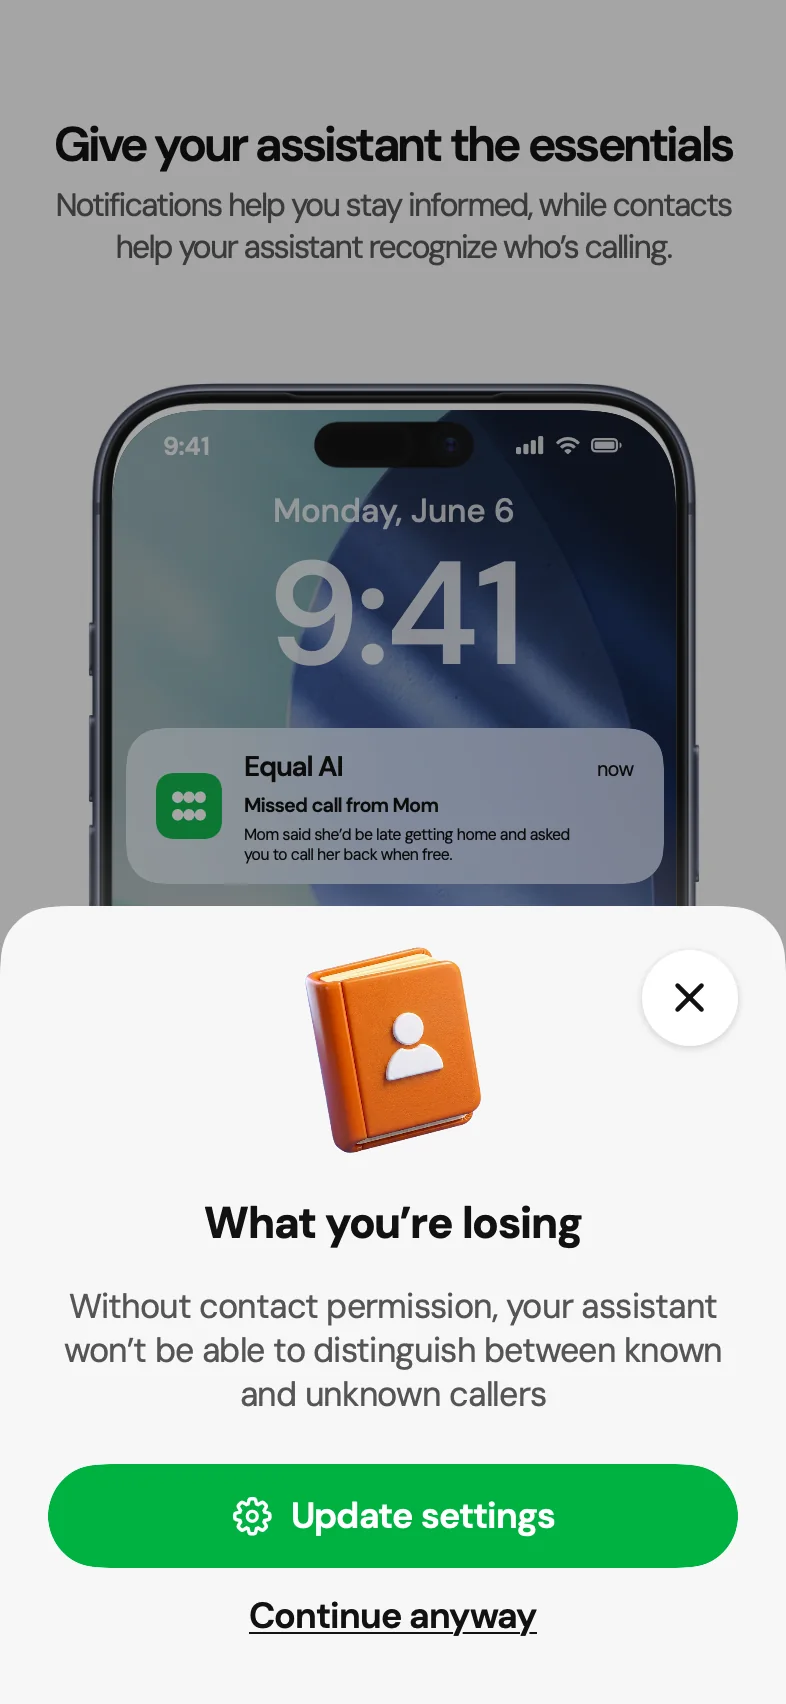 Give your assistant the essentials
Notifications help you stay informed, while contacts
help your assistant recognize who’s calling.
9:41
Monday, June 6
9:41
Equal AI
now
Missed call from Mom
Mom said she’d be late getting home and asked
you to call her back when free.
What you’re losing
Without contact permission, your assistant
won’t be able to distinguish between known
and unknown callers
Update settings
Continue anyway